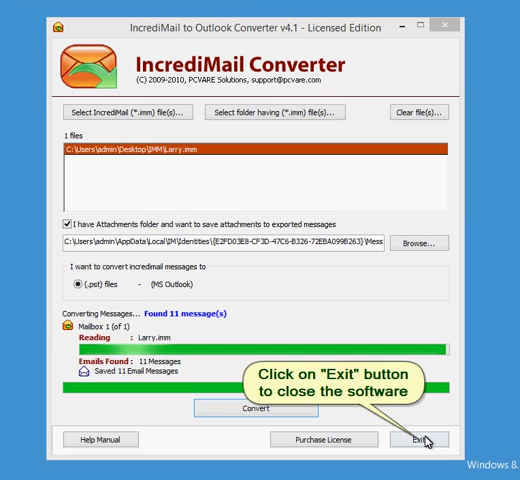 IncrediMail to Outlook Converter v4.1 - Licensed Edition
IncrediMail Converter
(C) 2009-2010, PCVARE Solutions, support@pcvare.com
Select IncrediMail (*.imm) file(s)...
Select folder having (*.imm) file(s)...
Clear file(s)...
1 files
C:\Users\admin\Desktop\IMM\Larry.imm
I have Attachments folder and want to save attachments to exported messages
C:\Users\admin\AppData\Local\IM\Identities\{E2FD03E8-CF3D-47C6-B326-72EBA099B263}\Mess
Browse...
I want to convert incredimail messages to
(.pst) files - (MS Outlook)
Converting Messages... Found 11 message(s)
Mailbox 1 (of 1)
Reading : Larry.imm
Emails Found : 11 Messages
Saved 11 Email Messages
Click on "Exit" button
to close the software
Convert
Help Manual
Purchase License
Exit
Windows 8.